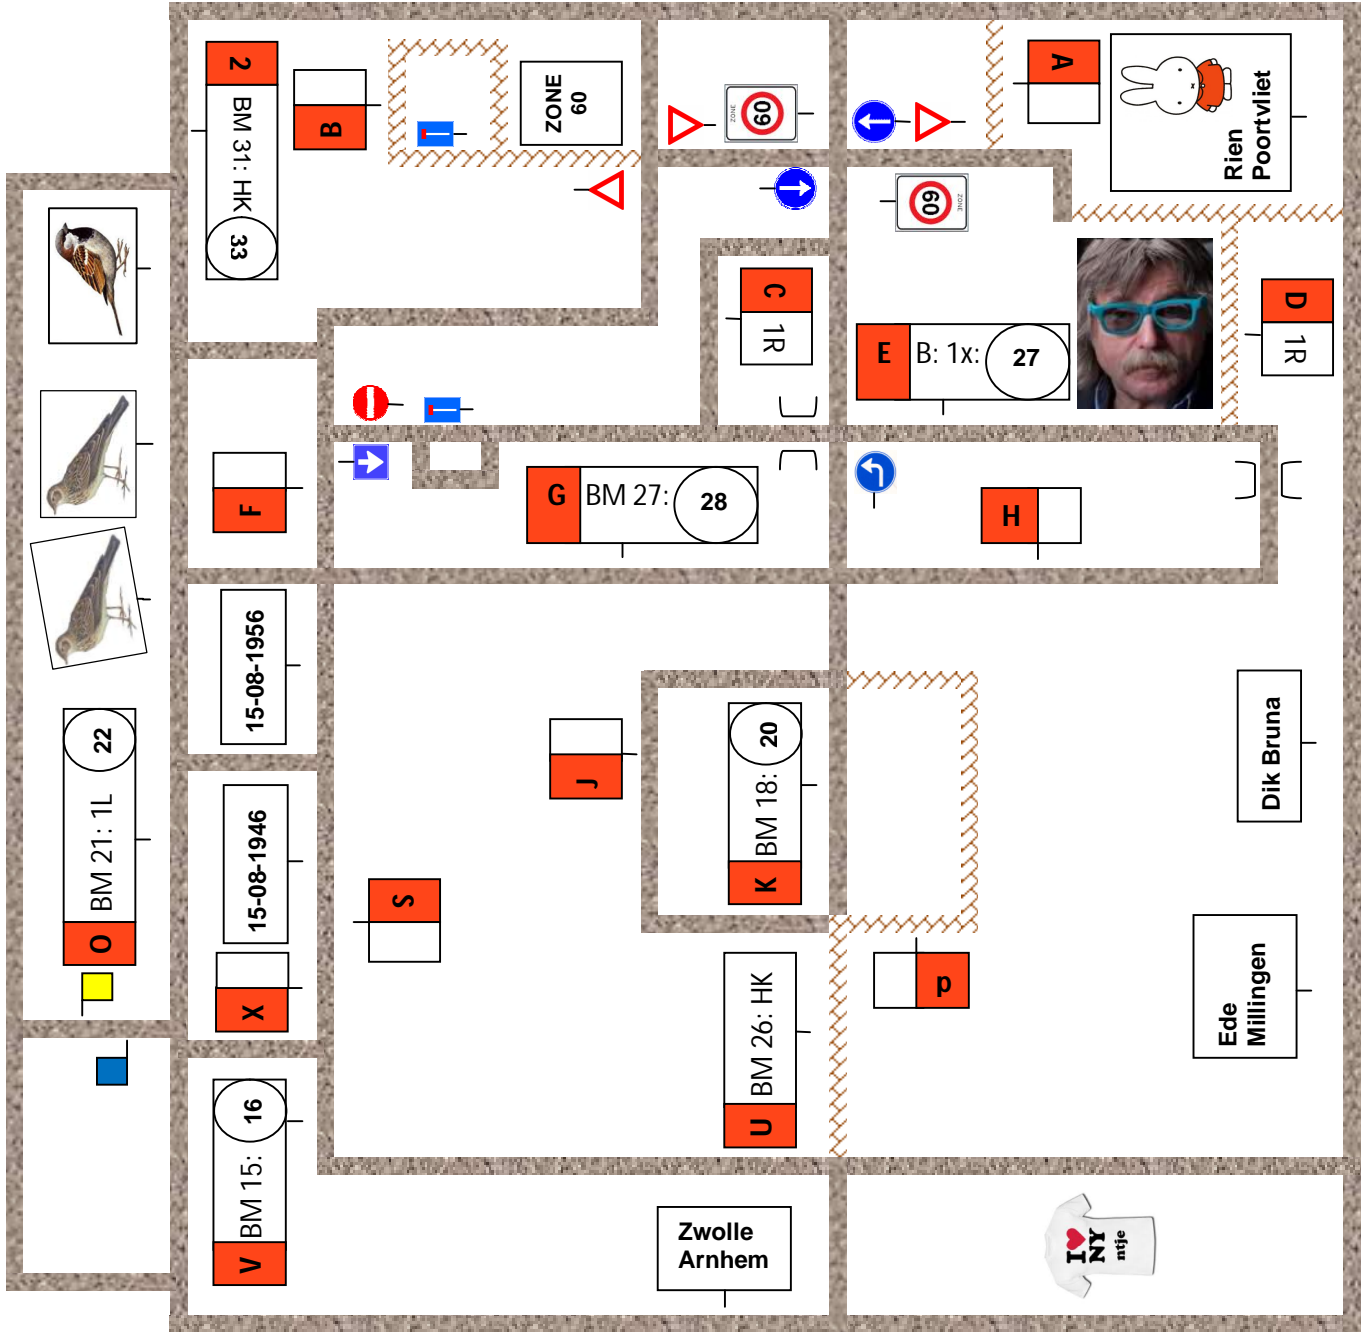 2
BM 31: HK
33
B
ZONE
60
ZONE
60
A
Rien
Poortvliet
60
ZONE
C
1R
E
B: 1x:
27
D
1R
F
G
BM 27:
28
H
15-08-1956
22
BM 21: 1L
O
15-08-1946
X
J
S
20
BM 18:
K
Dik Bruna
BM 26: HK
U
p
Ede
Millingen
16
BM 15:
V
Zwolle
Arnhem
I
NY
ntje